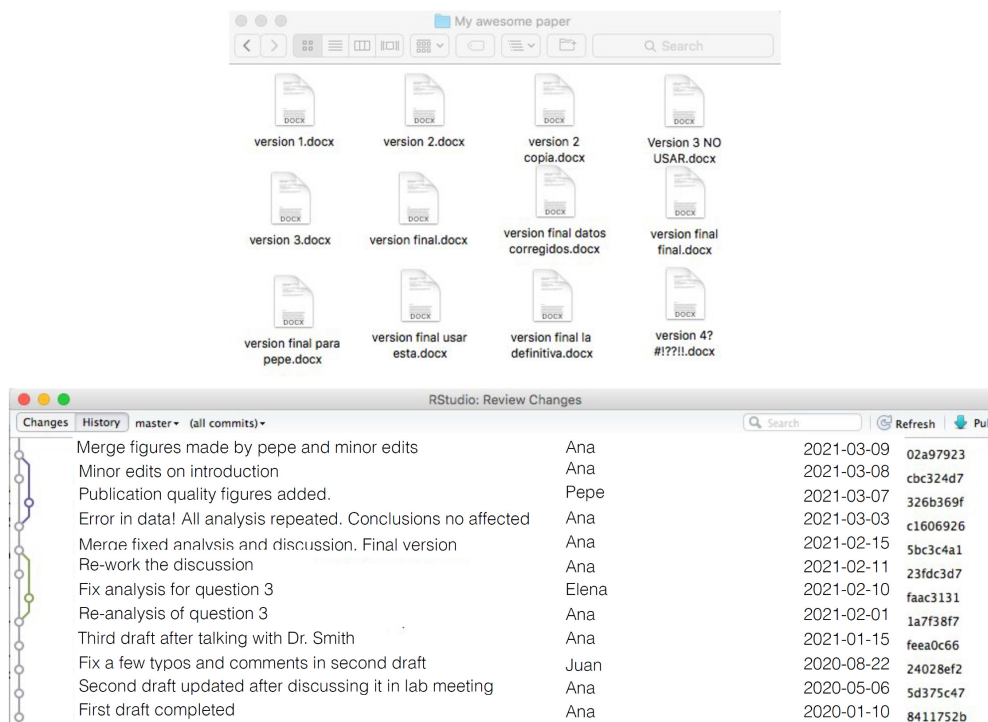 My awesome paper
Search
DOCX DOCX DOCX DOCX
version 1.docx version 2.docx version 2 copia.docx Version 3 NO USAR.docx
DOCX DOCX DOCX DOCX
version 3.docx version final.docx version final datos corregidos.docx version final final.docx
DOCX DOCX DOCX DOCX
version final para pepe.docx version final usar esta.docx version final la definitiva.docx version 4?#!??!!.docx
RStudio: Review Changes
Changes History master (all commits) Search Refresh Pul
Merge figures made by pepe and minor edits Ana 2021-03-09 02a97923
Minor edits on introduction Ana 2021-03-08 cbc324d7
Publication quality figures added. Pepe 2021-03-07 326b369f
Error in data! All analysis repeated. Conclusions no affected Ana 2021-03-03 c1606926
Merge fixed analysis and discussion. Final version Ana 2021-02-15 5bc3c4a1
Re-work the discussion Ana 2021-02-11 23fdc3d7
Fix analysis for question 3 Elena 2021-02-10 faac3131
Re-analysis of question 3 Ana 2021-02-01 1a7f38f7
Third draft after talking with Dr. Smith Ana 2021-01-15 feea0c66
Fix a few typos and comments in second draft Juan 2020-08-22 24028ef2
Second draft updated after discussing it in lab meeting Ana 2020-05-06 5d375c47
First draft completed Ana 2020-01-10 8411752b